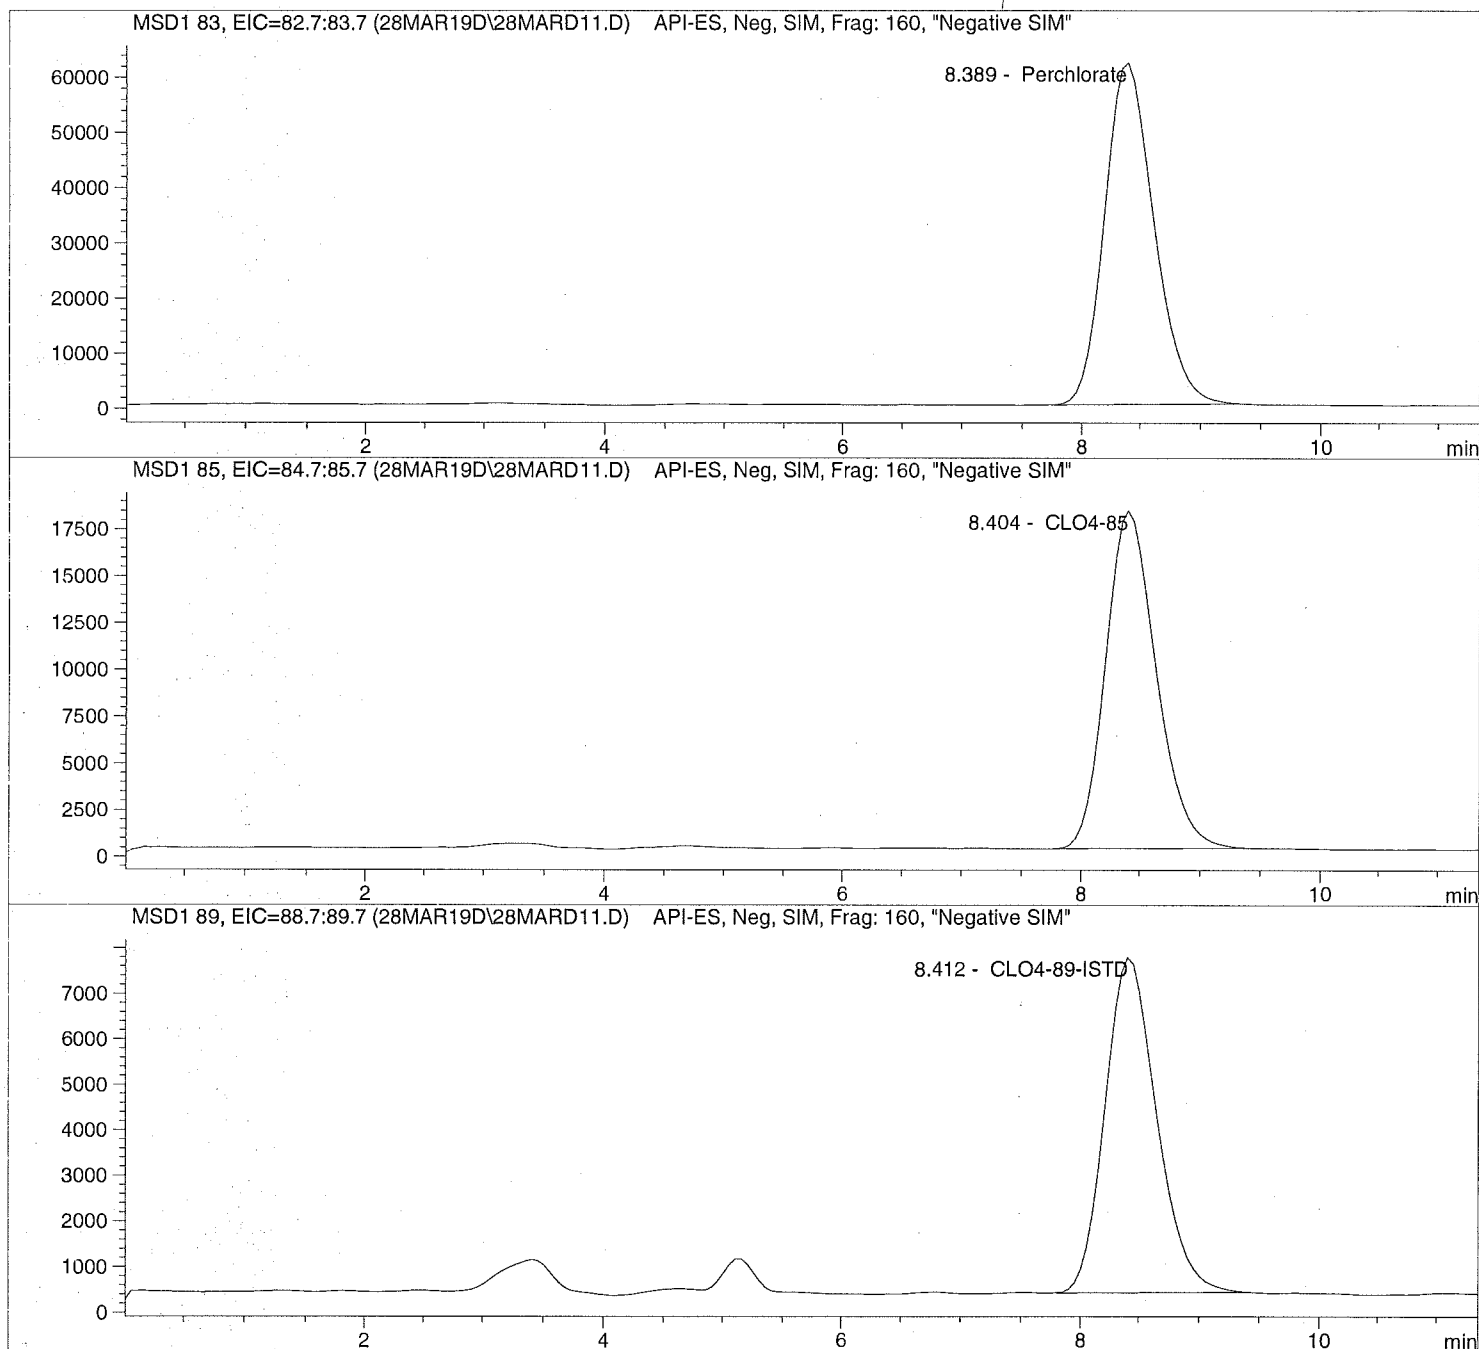 MSD1 83, EIC=82.7:83.7 (28MAR19D\28MARD11.D) API-ES, Neg, SIM, Frag: 160, "Negative SIM"
8.389 - Perchlorate
60000
50000
40000
30000
20000
10000
0
2 4 6 8 10 min
MSD1 85, EIC=84.7:85.7 (28MAR19D\28MARD11.D) API-ES, Neg, SIM, Frag: 160, "Negative SIM"
8.404 - CLO4-85
17500
15000
12500
10000
7500
5000
2500
0
2 4 6 8 10 min
MSD1 89, EIC=88.7:89.7 (28MAR19D\28MARD11.D) API-ES, Neg, SIM, Frag: 160, "Negative SIM"
8.412 - CLO4-89-ISTD
7000
6000
5000
4000
3000
2000
1000
0
2 4 6 8 10 min